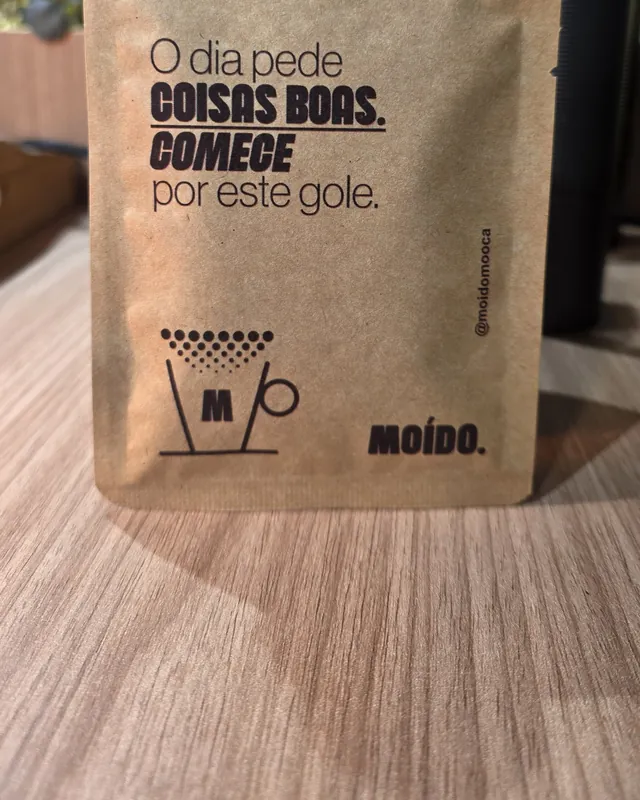 O dia pede
COISAS BOAS.
COMECE
por este gole.
@moidomooca
M
MOÍDO.